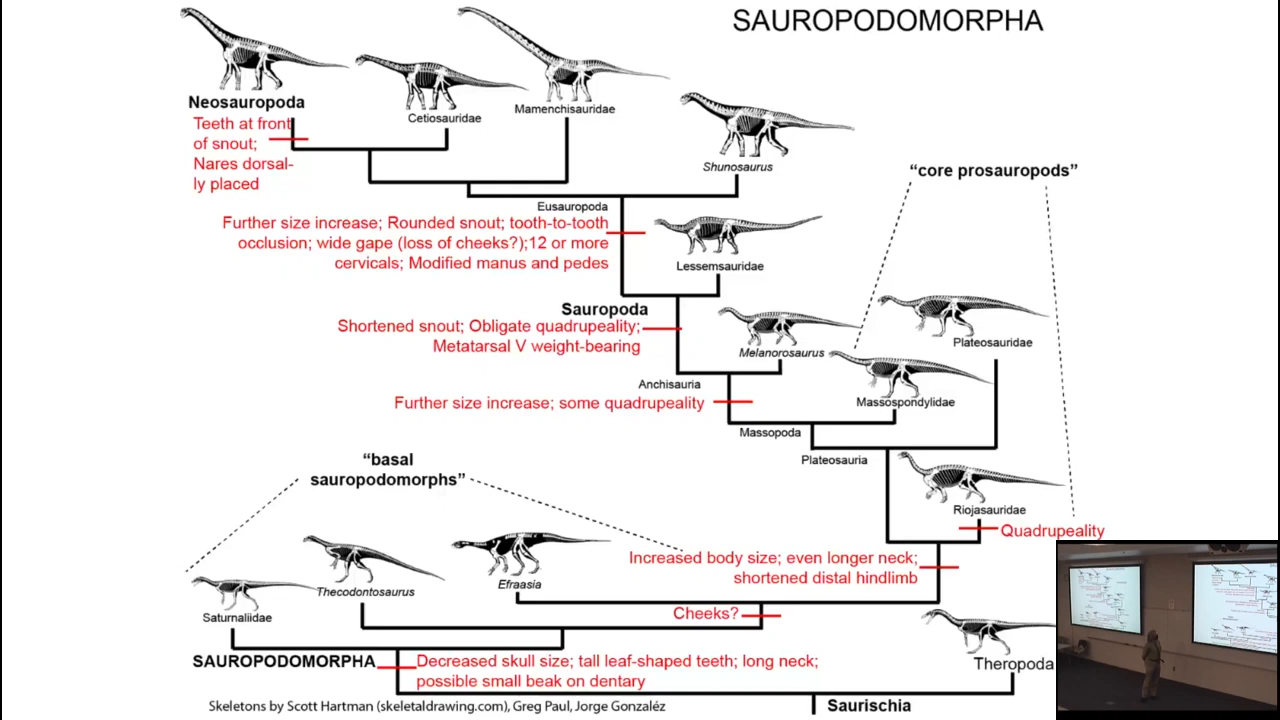 SAUROPODOMORPHA
Neosauropoda
Cetiosauridae
Mamenchisauridae
Teeth at front
of snout;
Nares dorsal-
ly placed
Shunosaurus
“core prosauropods”
Eusauropoda
Further size increase; Rounded snout; tooth-to-tooth
occlusion; wide gape (loss of cheeks?);12 or more
cervicals; Modified manus and pedes
Lessemsauridae
Sauropoda
Shortened snout; Obligate quadrupeality;
Metatarsal V weight-bearing
Melanorosaurus
Plateosauridae
Anchisauria
Further size increase; some quadrupeality
Massospondylidae
Massopoda
Plateosauria
“basal
sauropodomorphs”
Riojasauridae
Quadrupeality
Increased body size; even longer neck;
shortened distal hindlimb
Saturnaliidae
Thecodontosaurus
Efraasia
Cheeks?
Theropoda
SAUROPODOMORPHA
Decreased skull size; tall leaf-shaped teeth; long neck;
possible small beak on dentary
Skeletons by Scott Hartman (skeletaldrawing.com), Greg Paul, Jorge Gonzaléz
Saurischia